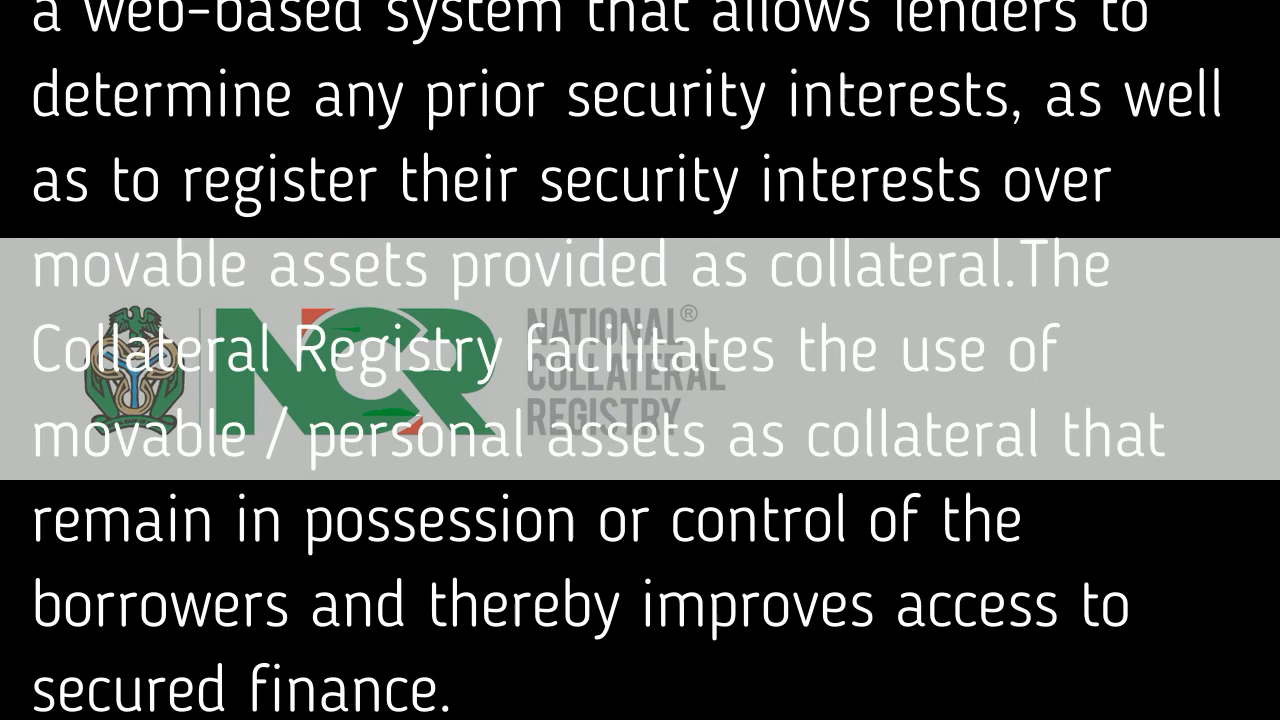 a web-based system that allows lenders to
determine any prior security interests, as well
as to register their security interests over
movable assets provided as collateral.The
Collateral Registry facilitates the use of
movable / personal assets as collateral that
remain in possession or control of the
borrowers and thereby improves access to
secured finance.
NCR
NATIONAL®
COLLATERAL
REGISTRY